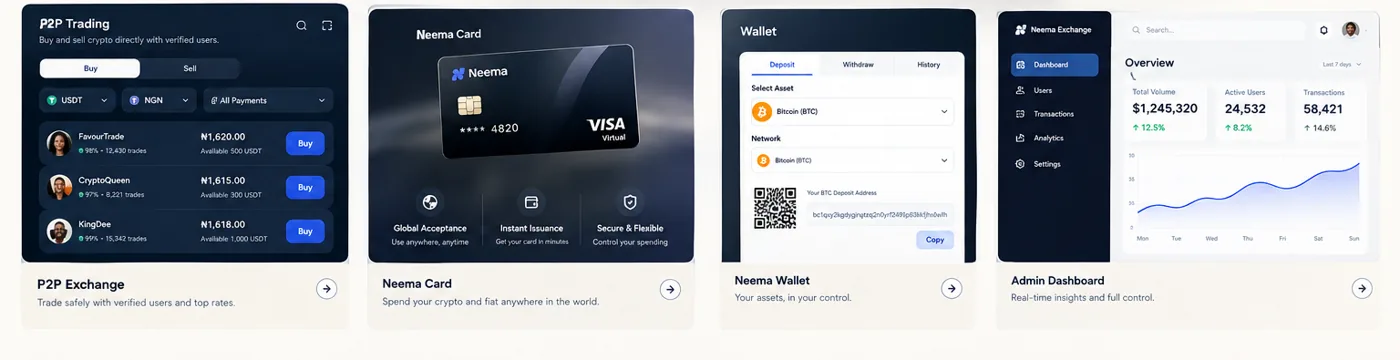 P2P Trading
Buy and sell crypto directly with verified users.
Buy
Sell
USDT
NGN
All Payments
FavourTrade
98% • 12,430 trades
₦1,620.00
Available 500 USDT
Buy
CryptoQueen
97% • 8,221 trades
₦1,615.00
Available 300 USDT
Buy
KingDee
99% • 15,342 trades
₦1,618.00
Available 1,000 USDT
Buy
P2P Exchange
Trade safely with verified users and top rates.
Neema Card
Neema
**** 4820
VISA
Virtual
Global Acceptance
Use anywhere, anytime
Instant Issuance
Get your card in minutes
Secure & Flexible
Control your spending
Neema Card
Spend your crypto and fiat anywhere in the world.
Wallet
Deposit
Withdraw
History
Select Asset
Bitcoin (BTC)
Network
Bitcoin (BTC)
Your BTC Deposit Address
Copy
Neema Wallet
Your assets, in your control.
Neema Exchange
Dashboard
Users
Transactions
Analytics
Settings
Search...
Overview
Last 7 days
Total Volume
$1,245,320
↑ 12.5%
Active Users
24,532
↑ 8.2%
Transactions
58,421
↑ 14.6%
Mon
Tue
Wed
Thu
Fri
Sat
Sun
Admin Dashboard
Real-time insights and full control.